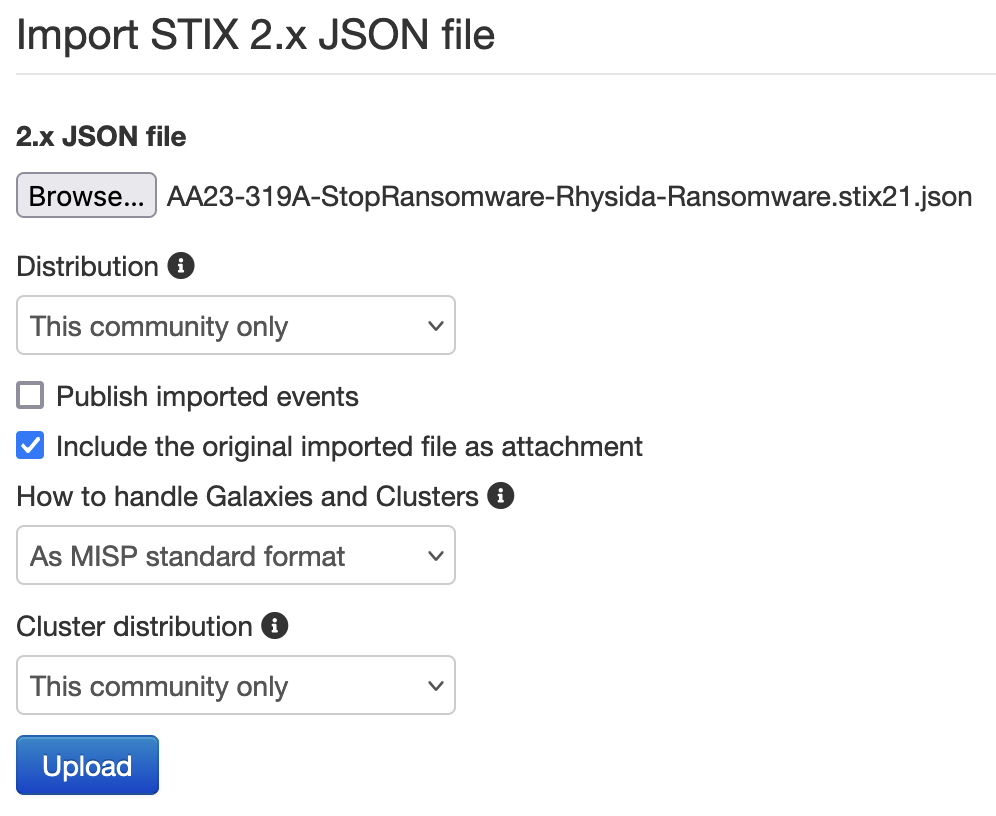 Import STIX 2.x JSON file
2.x JSON file
Browse... AA23-319A-StopRansomware-Rhysida-Ransomware.stix21.json
Distribution
This community only
Publish imported events
Include the original imported file as attachment
How to handle Galaxies and Clusters
As MISP standard format
Cluster distribution
This community only
Upload